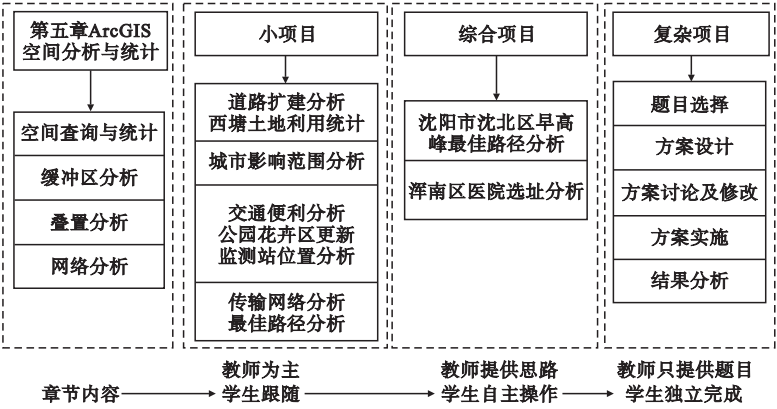 第五章ArcGIS
空间分析与统计
空间查询与统计
缓冲区分析
叠置分析
网络分析
小项目
道路扩建分析
西塘土地利用统计
城市影响范围分析
交通便利分析
公园花卉区更新
监测站位置分析
传输网络分析
最佳路径分析
综合项目
沈阳市沈北区早高
峰最佳路径分析
浑南区医院选址分析
复杂项目
题目选择
方案设计
方案讨论及修改
方案实施
结果分析
章节内容
教师为主
学生跟随
教师提供思路
学生自主操作
教师只提供题目
学生独立完成